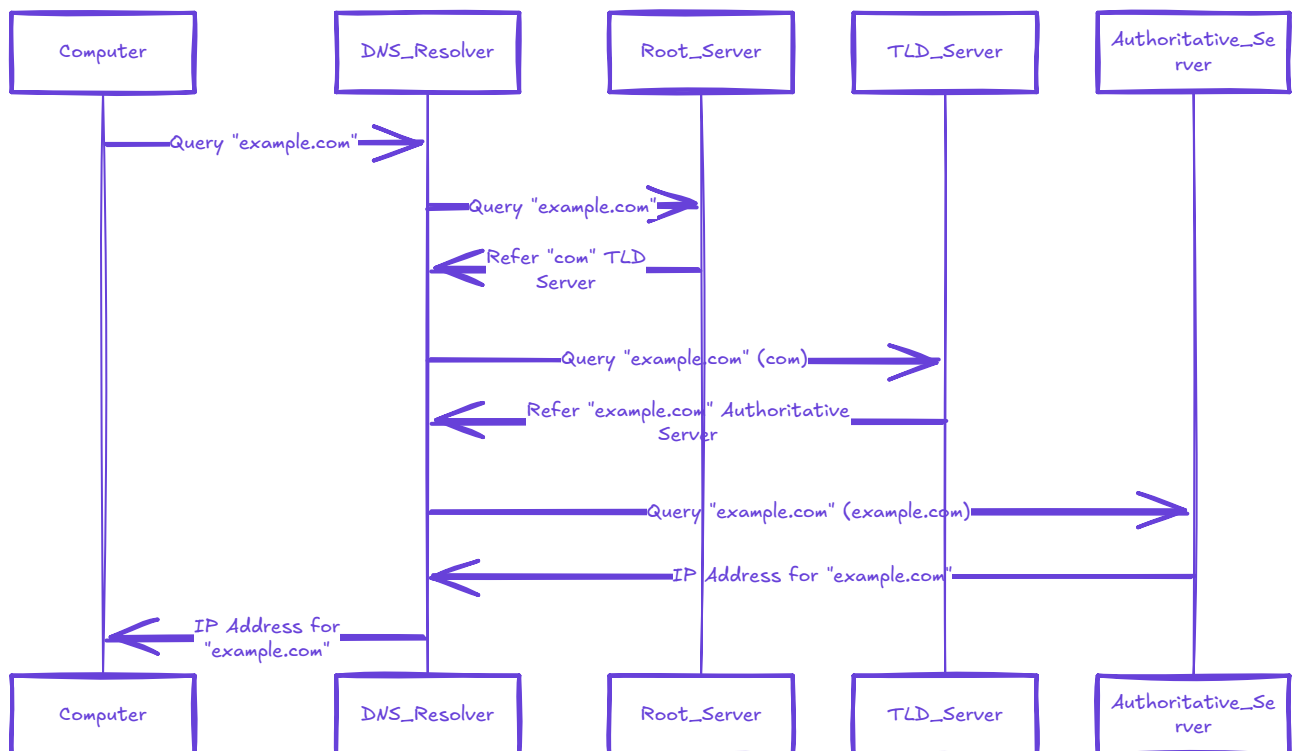 Computer
DNS_Resolver
Root_Server
TLD_Server
Authoritative_Se
rver
Query "example.com"
Query "example.com"
Refer "com" TLD
Server
Query "example.com" (com)
Refer "example.com" Authoritative
Server
Query "example.com" (example.com)
IP Address for "example.com"
IP Address for
"example.com"
Computer
DNS_Resolver
Root_Server
TLD_Server
Authoritative_Se
rver